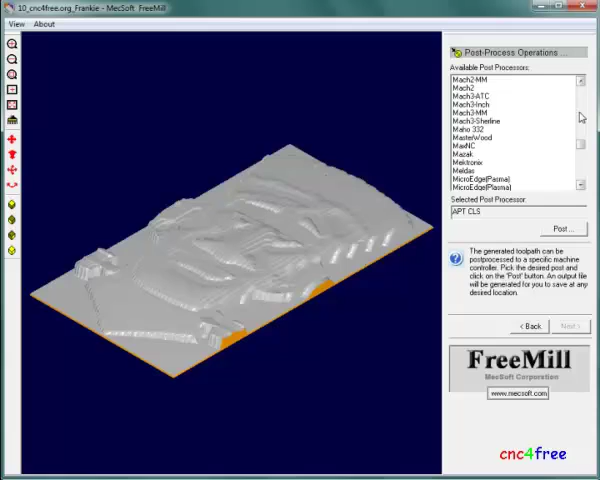 10_cnc4free.org_Frankie - MecSoft FreeMill
View About
Post-Process Operations ...
Available Post Processors:
Mach2-MM
Mach2
Mach3-ATC
Mach3-Inch
Mach3-MM
Mach3-Sherline
Maho 332
MasterWood
MaxNC
Mazak
Mektronix
Meldas
MicroEdge(Pasma)
MicroEdge(Plasma)
Selected Post Processor:
APT CLS
Post ...
The generated toolpath can be
postprocessed to a specific machine
controller. Pick the desired post and
click on the 'Post' button. An output file
will be generated for you to save at any
desired location.
< Back
Next >
FreeMill
MecSoft Corporation
www.mecsoft.com
cnc4free